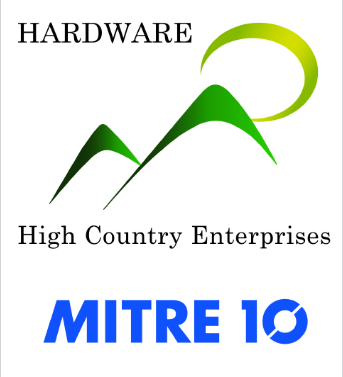 HARDWARE
High Country Enterprises
MITRE 10